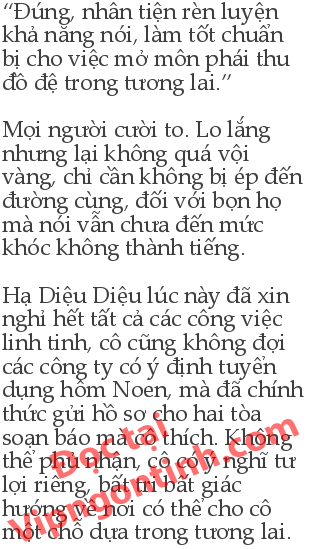 “Đúng, nhân tiện rèn luyện
khả năng nói, làm tốt chuẩn
bị cho việc mở môn phái thu
đồ đệ trong tương lai.”
Mọi người cười to. Lo lắng
nhưng lại không quá vội
vàng, chỉ cần không bị ép đến
đường cùng, đối với bọn họ
mà nói vẫn chưa đến mức
khóc không thành tiếng.
Hạ Diệu Diệu lúc này đã xin
nghỉ hết tất cả các công việc
linh tinh, cô cũng không đợi
các công ty có ý định tuyển
dụng hôm Noen, mà đã chính
thức gửi hồ sơ cho hai tòa
soạn báo mà cô thích. Không
thể phủ nhận, cô có ý nghĩ tư
lợi riêng, bất tri bất giác
hướng về nơi có thể cho cô
một chỗ dựa trong tương lai.
Đọc tại
Vipngontinh.com